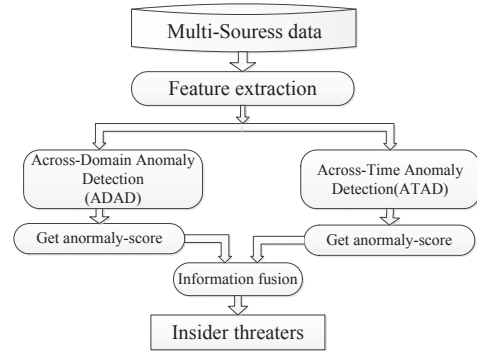 Multi-Souress data
Feature extraction
Across-Domain Anomaly
Detection
(ADAD)
Across-Time Anomaly
Detection(ATAD)
Get anormaly-score
Get anormaly-score
Information fusion
Insider threaters